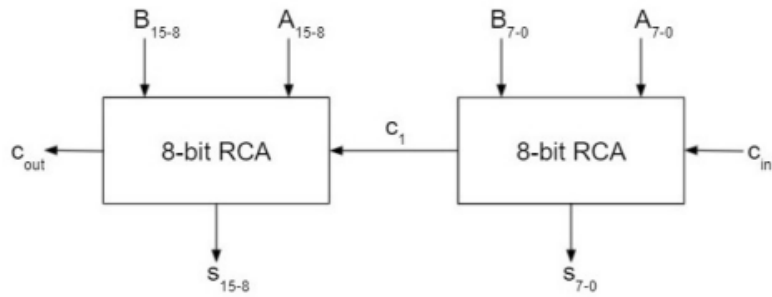 B15-8 A15-8 B7-0 A7-0
cout 8-bit RCA c1 8-bit RCA cin
s15-8 s7-0